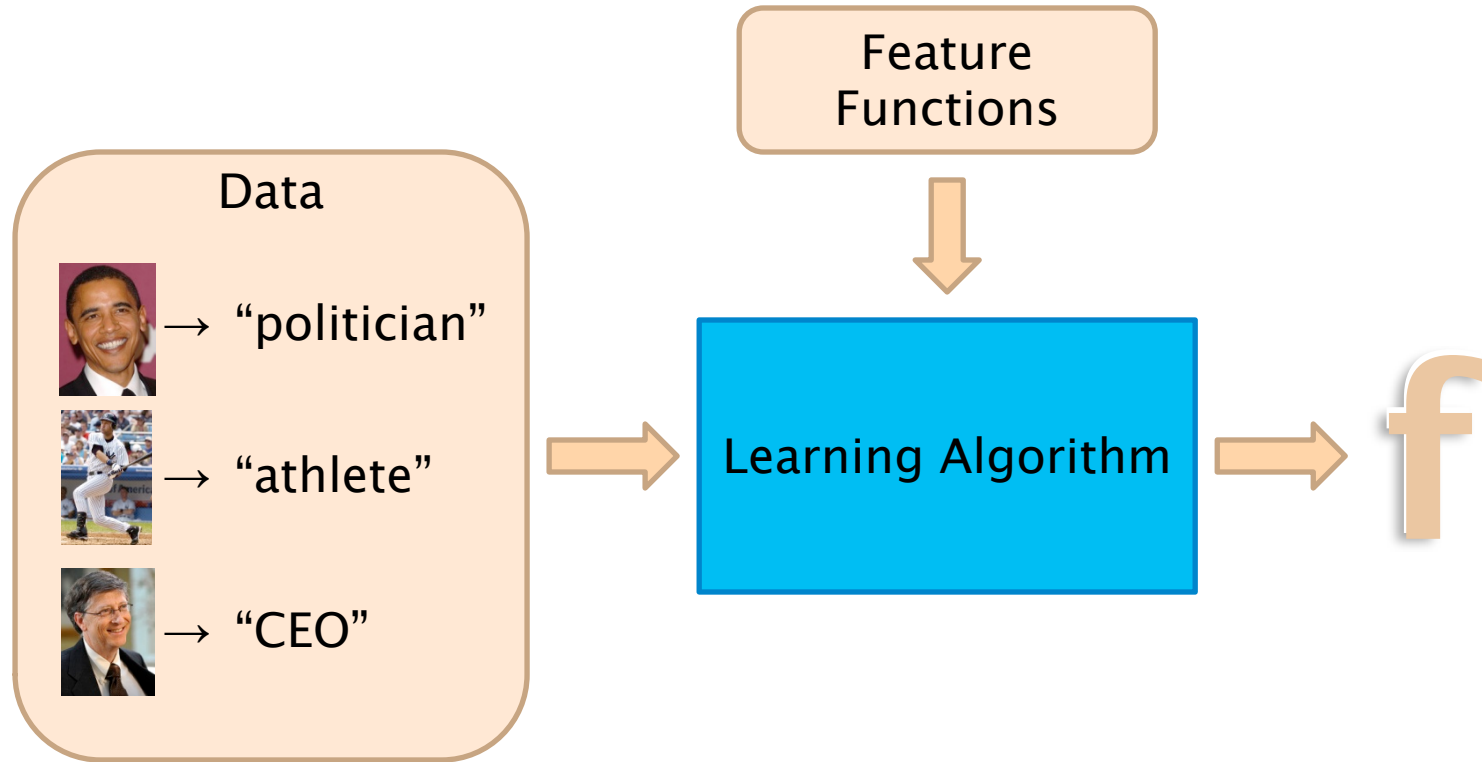 Feature
Functions
Data
→ “politician”
→ “athlete”
→ “CEO”
Learning Algorithm
f